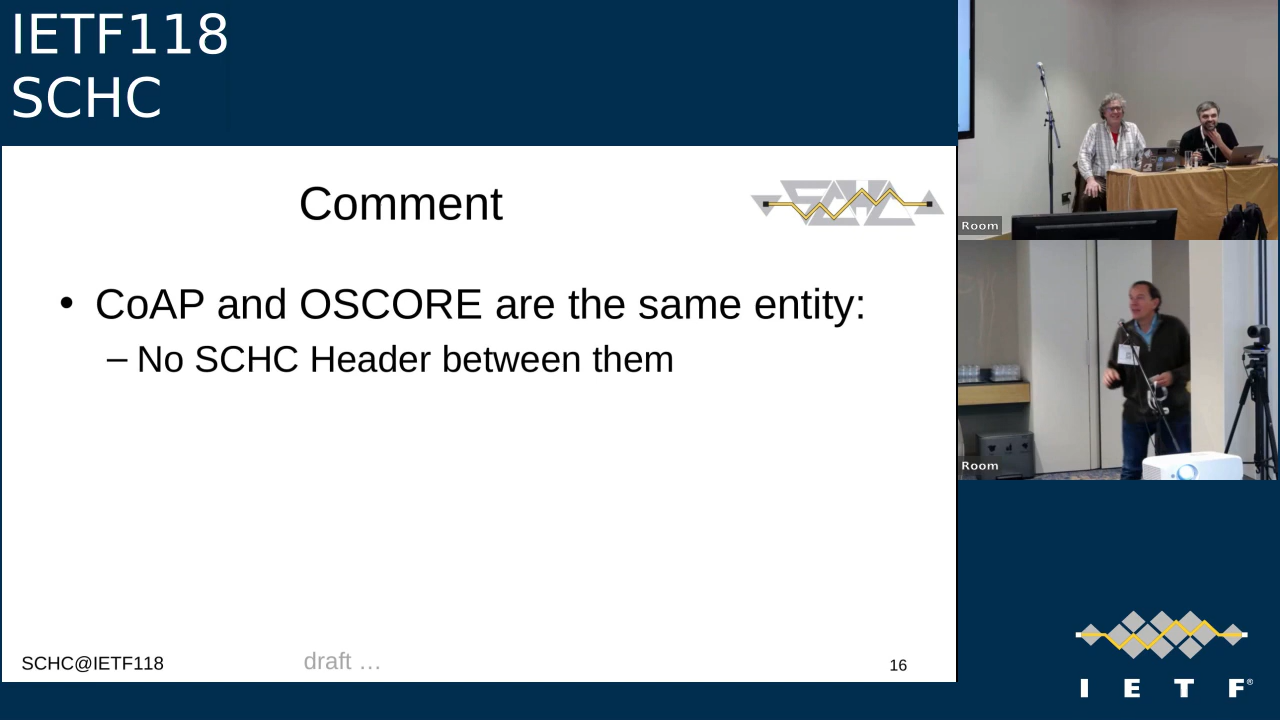 IETF118
SCHC
Comment
SCHC
• CoAP and OSCORE are the same entity:
– No SCHC Header between them
SCHC@IETF118
draft …
16
Room
Room
I E T F®